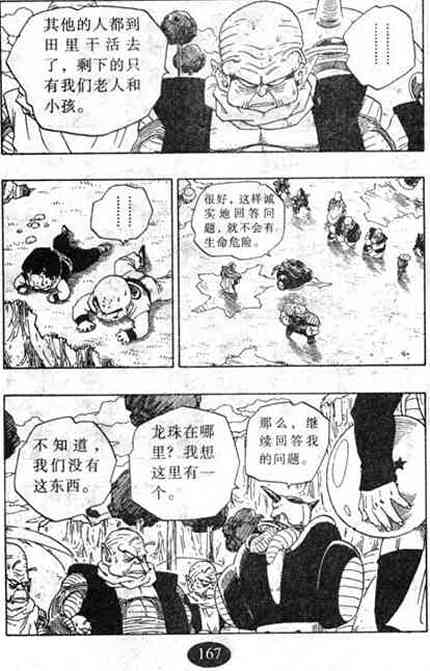 ……
其他的人都到
田里干活去
了，剩下的只
有我们老人和
小孩。
很好，这样诚
实地回答问
题，就不会有
生命危险。
……
那么，继
续回答我
的问题。
龙珠在哪
里？我想
这里有一
个。
不知道，
我们没有
这东西。
167